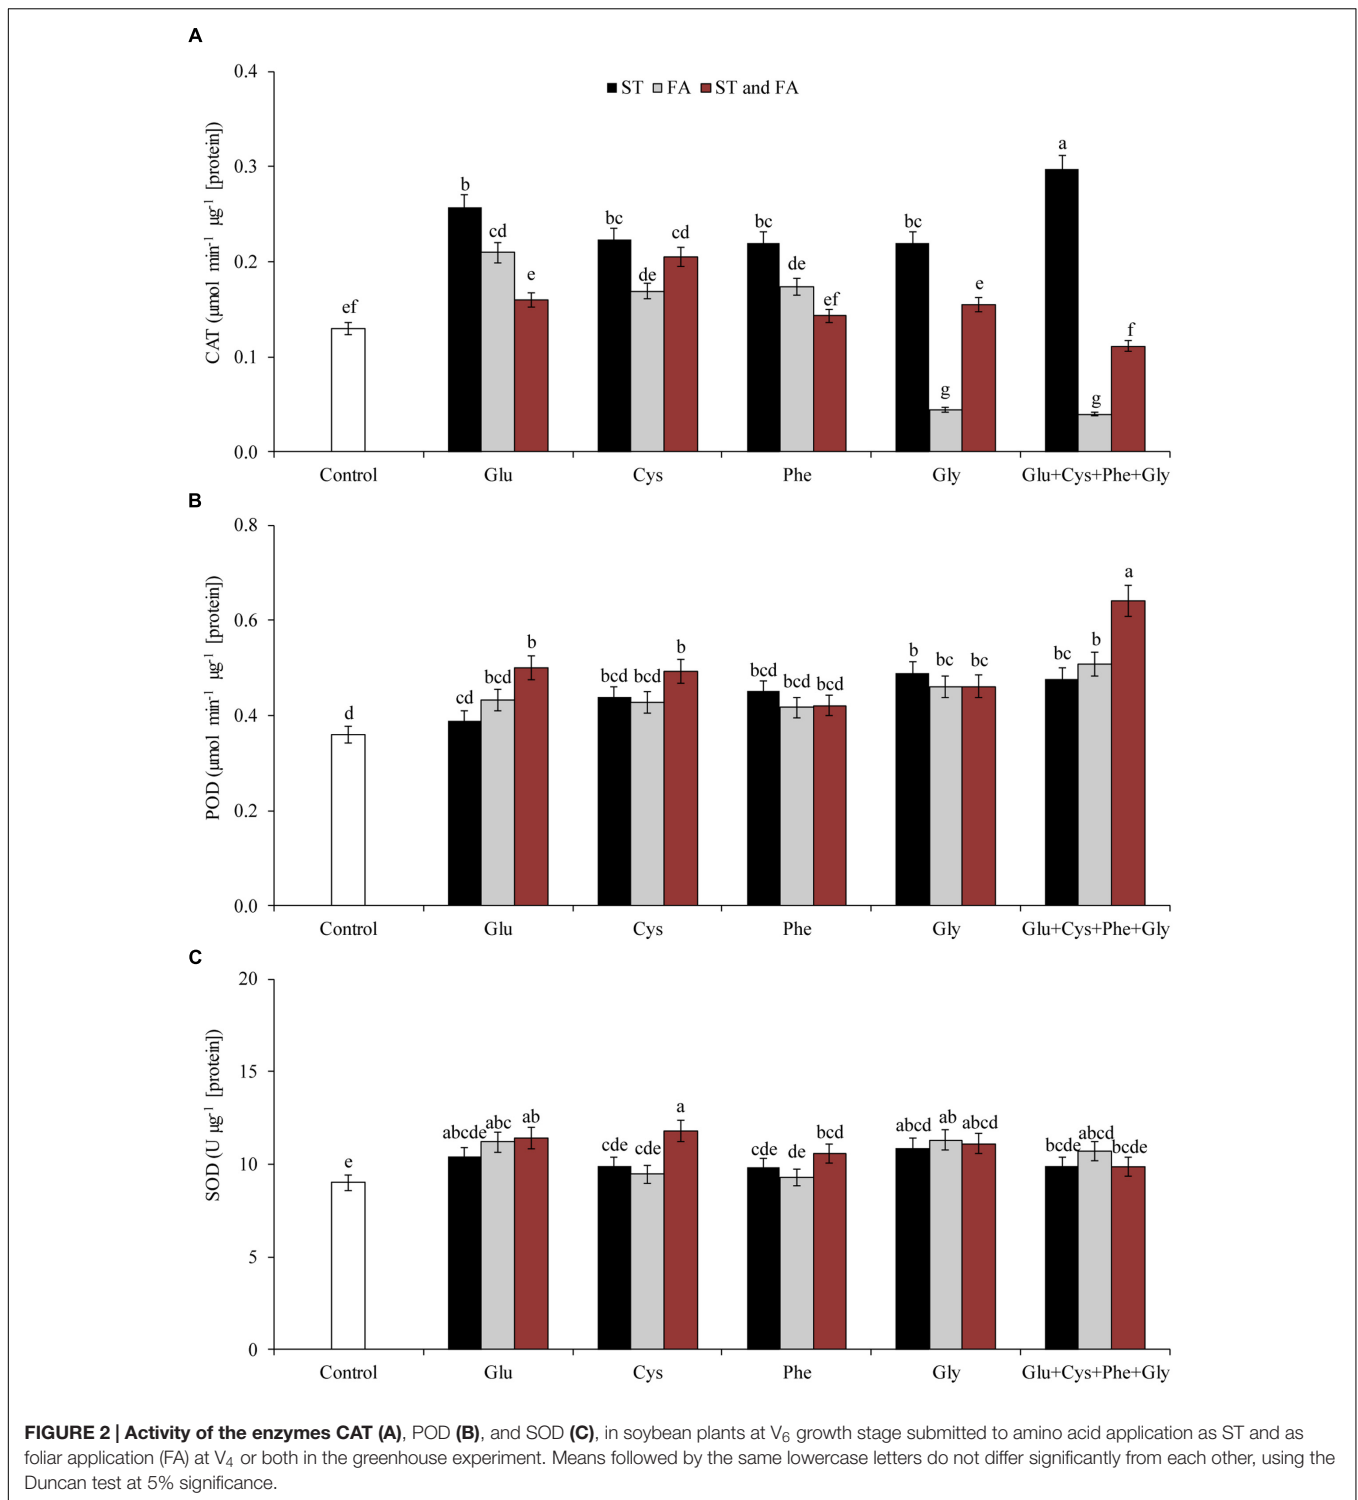 A
0.4
ST FA ST and FA
a
0.3
b
bc
bc
bc
cd
cd
CAT (µmol min⁻¹ µg⁻¹ [protein])
0.2
e
de
de
e
ef
ef
f
0.1
g
g
0.0
Control Glu Cys Phe Gly Glu+Cys+Phe+Gly
B
0.8
a
POD (µmol min⁻¹ µg⁻¹ [protein])
0.6
d
cd bcd b
bcd bcd b
bcd bcd bcd
b bc bc
bc b
0.4
0.2
0.0
Control Glu Cys Phe Gly Glu+Cys+Phe+Gly
C
20
SOD (U µg⁻¹ [protein])
15
e
abcde abc ab
cde cde a
cde de bcd
abcd ab abcd
bcde abcd bcde
10
5
0
Control Glu Cys Phe Gly Glu+Cys+Phe+Gly
FIGURE 2 | Activity of the enzymes CAT (A), POD (B), and SOD (C), in soybean plants at V₆ growth stage submitted to amino acid application as ST and as
foliar application (FA) at V₄ or both in the greenhouse experiment. Means followed by the same lowercase letters do not differ significantly from each other, using the
Duncan test at 5% significance.